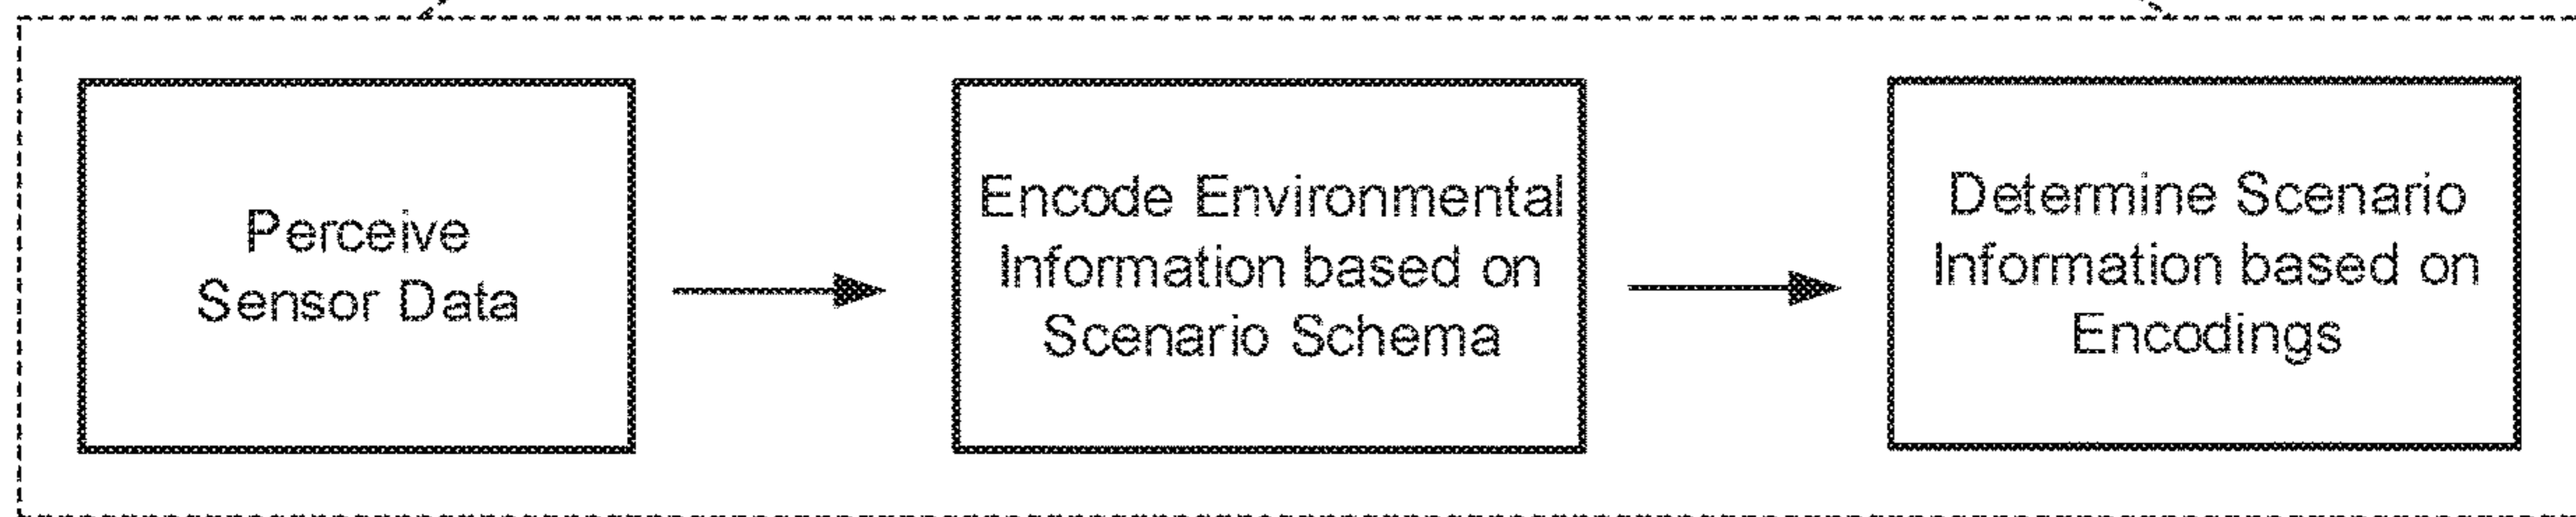 Perceive
Sensor Data
Encode Environmental
Information based on
Scenario Schema
Determine Scenario
Information based on
Encodings